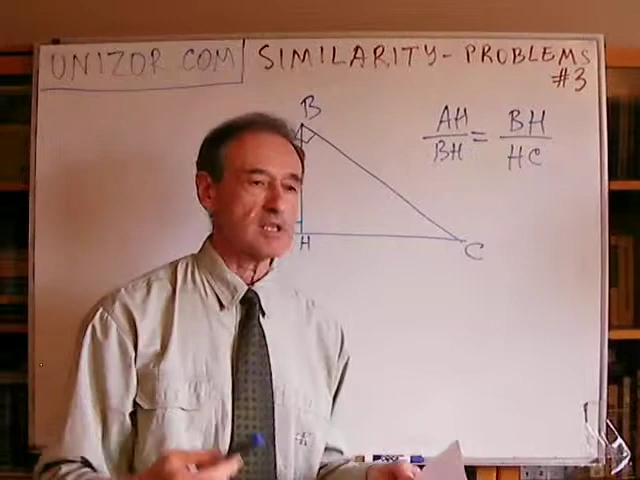 UNIZOR.COM
SIMILARITY - PROBLEMS
#3
B
AH
BH
=
BH
HC
H
C